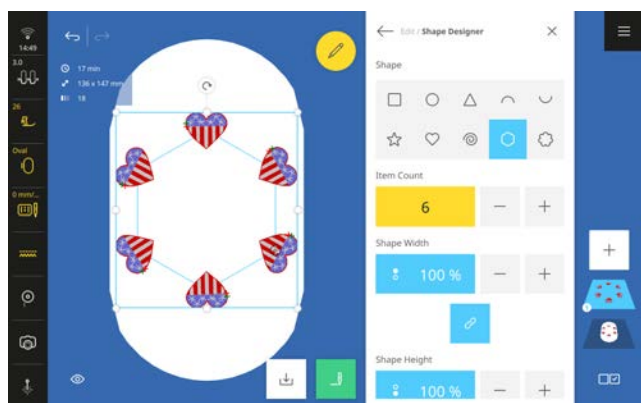 14:49
3.0
26
Oval
0 mm/...
17 min
136 x 147 mm
18
Edit / Shape Designer
Shape
Item Count
6
Shape Width
100 %
Shape Height
100 %